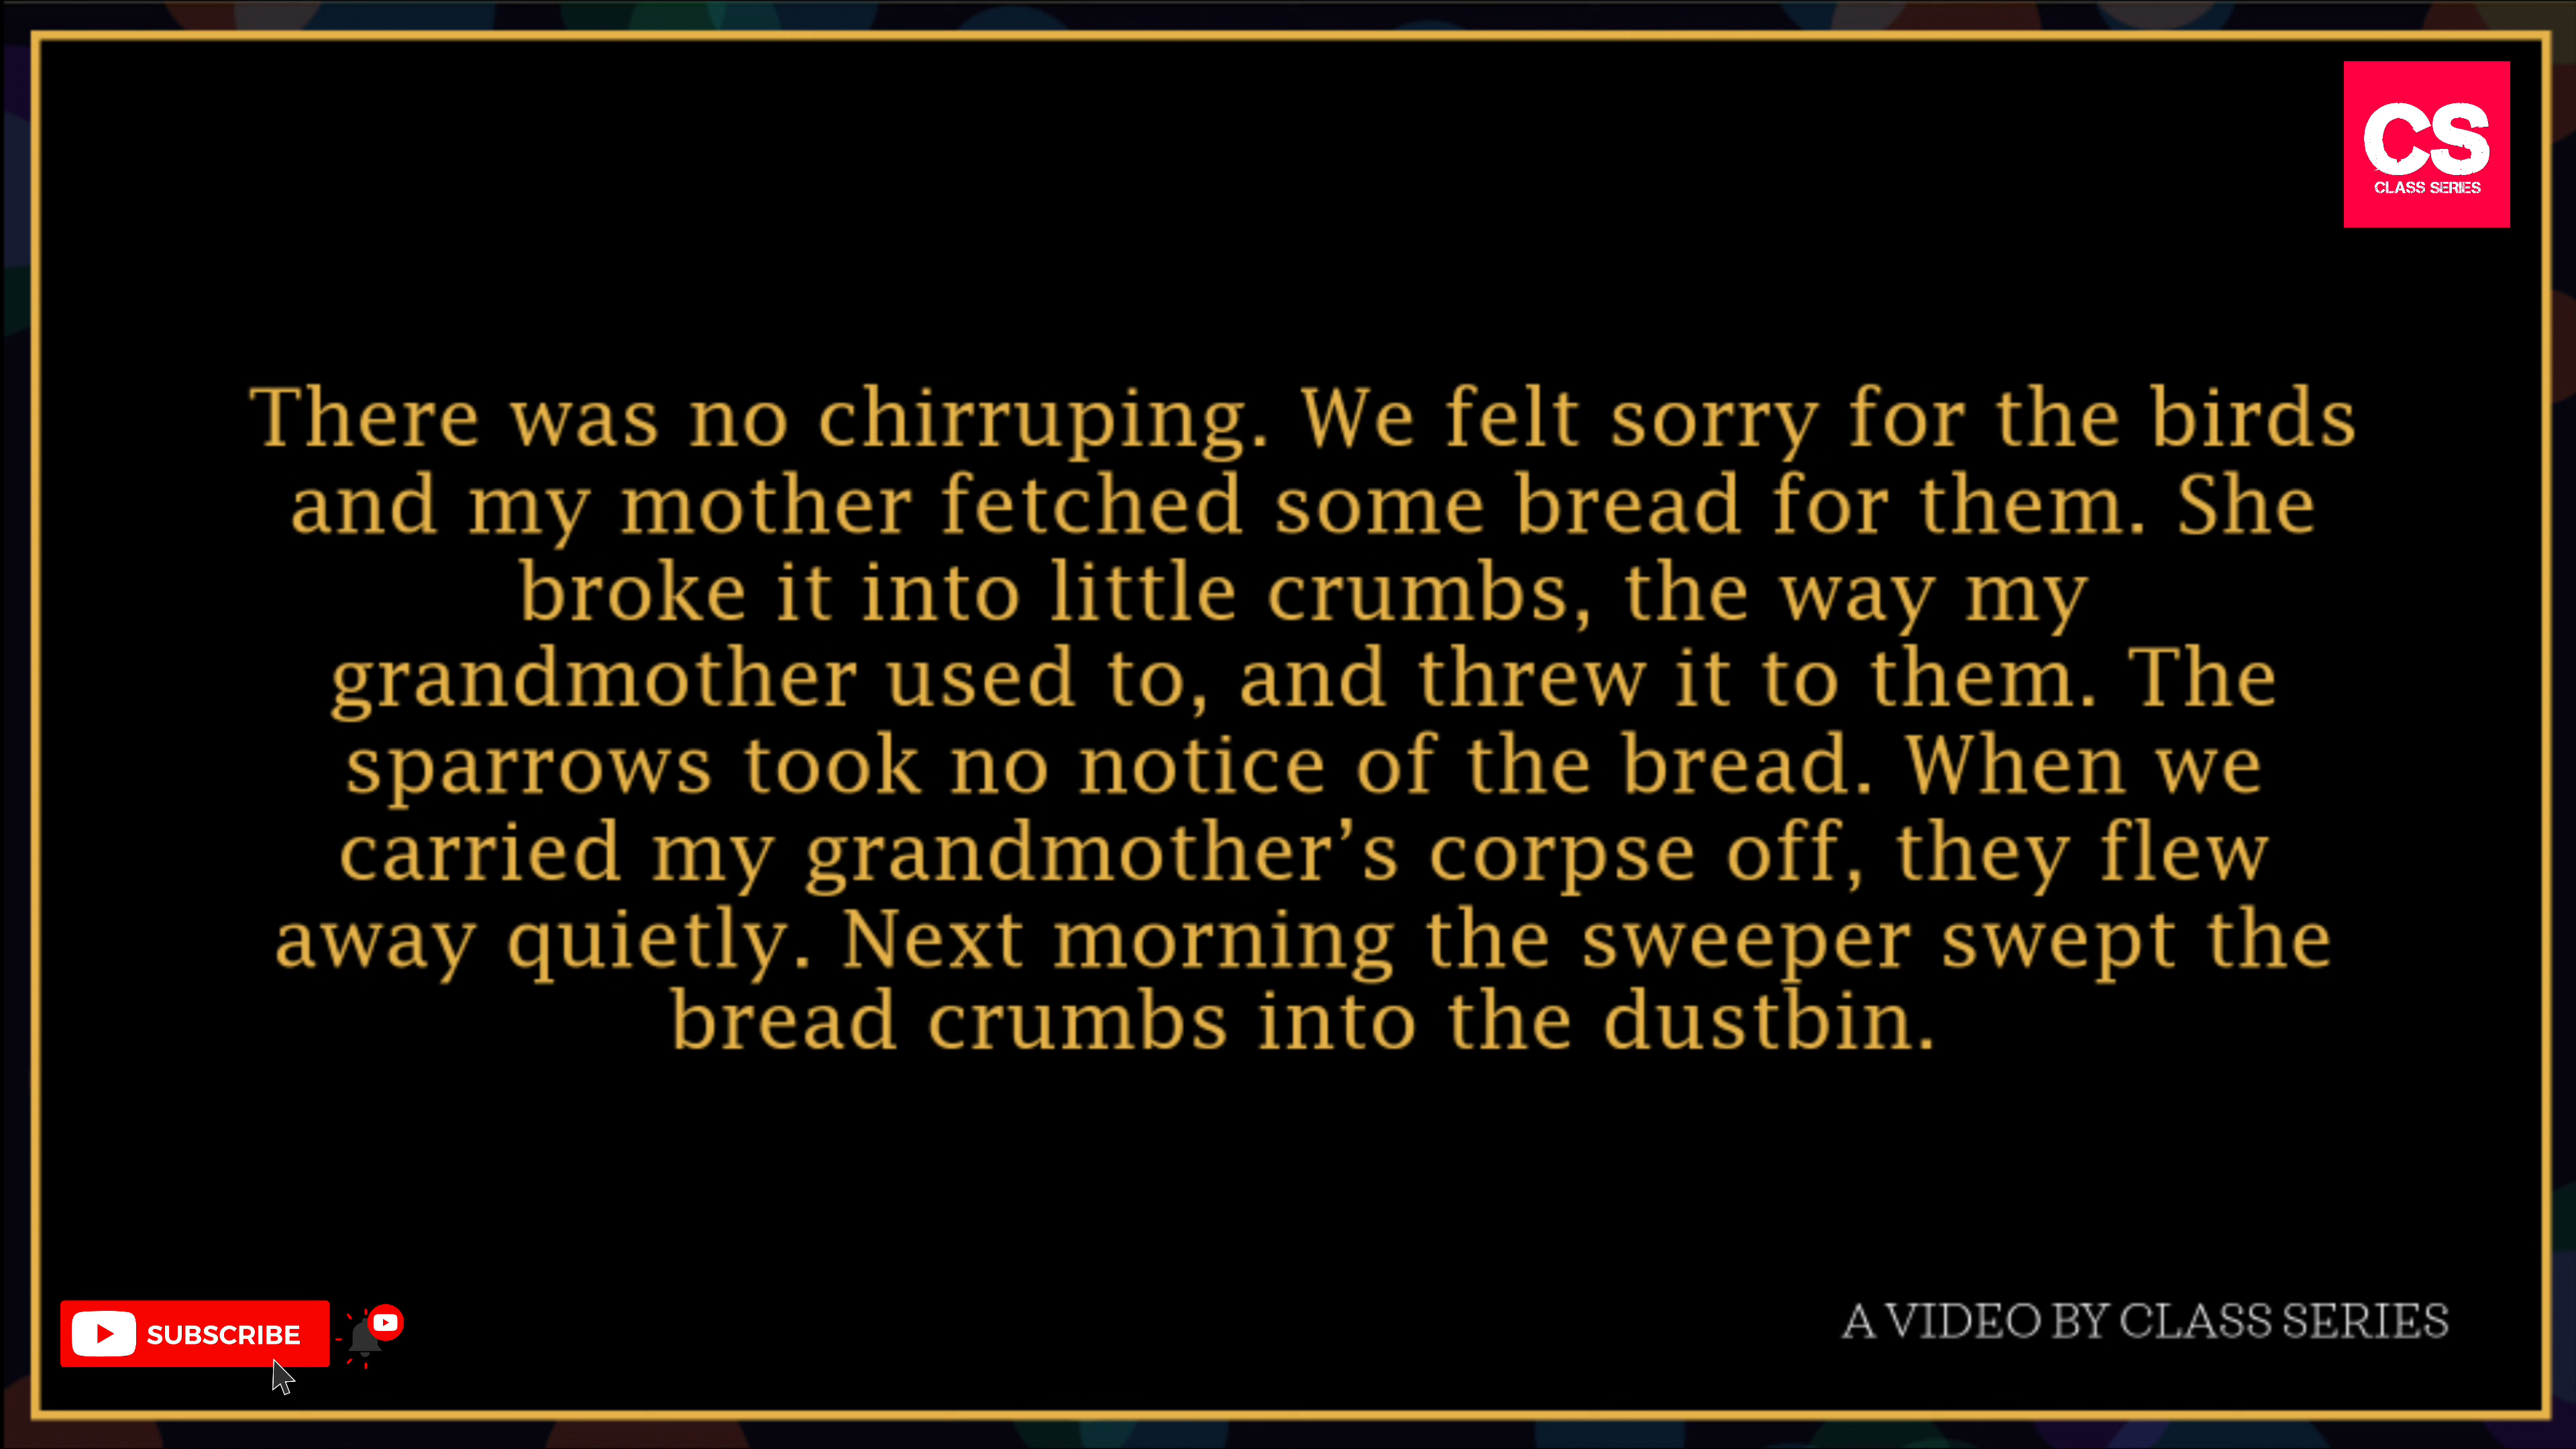 CS
CLASS SERIES
There was no chirruping. We felt sorry for the birds
and my mother fetched some bread for them. She
broke it into little crumbs, the way my
grandmother used to, and threw it to them. The
sparrows took no notice of the bread. When we
carried my grandmother’s corpse off, they flew
away quietly. Next morning the sweeper swept the
bread crumbs into the dustbin.
SUBSCRIBE
A VIDEO BY CLASS SERIES